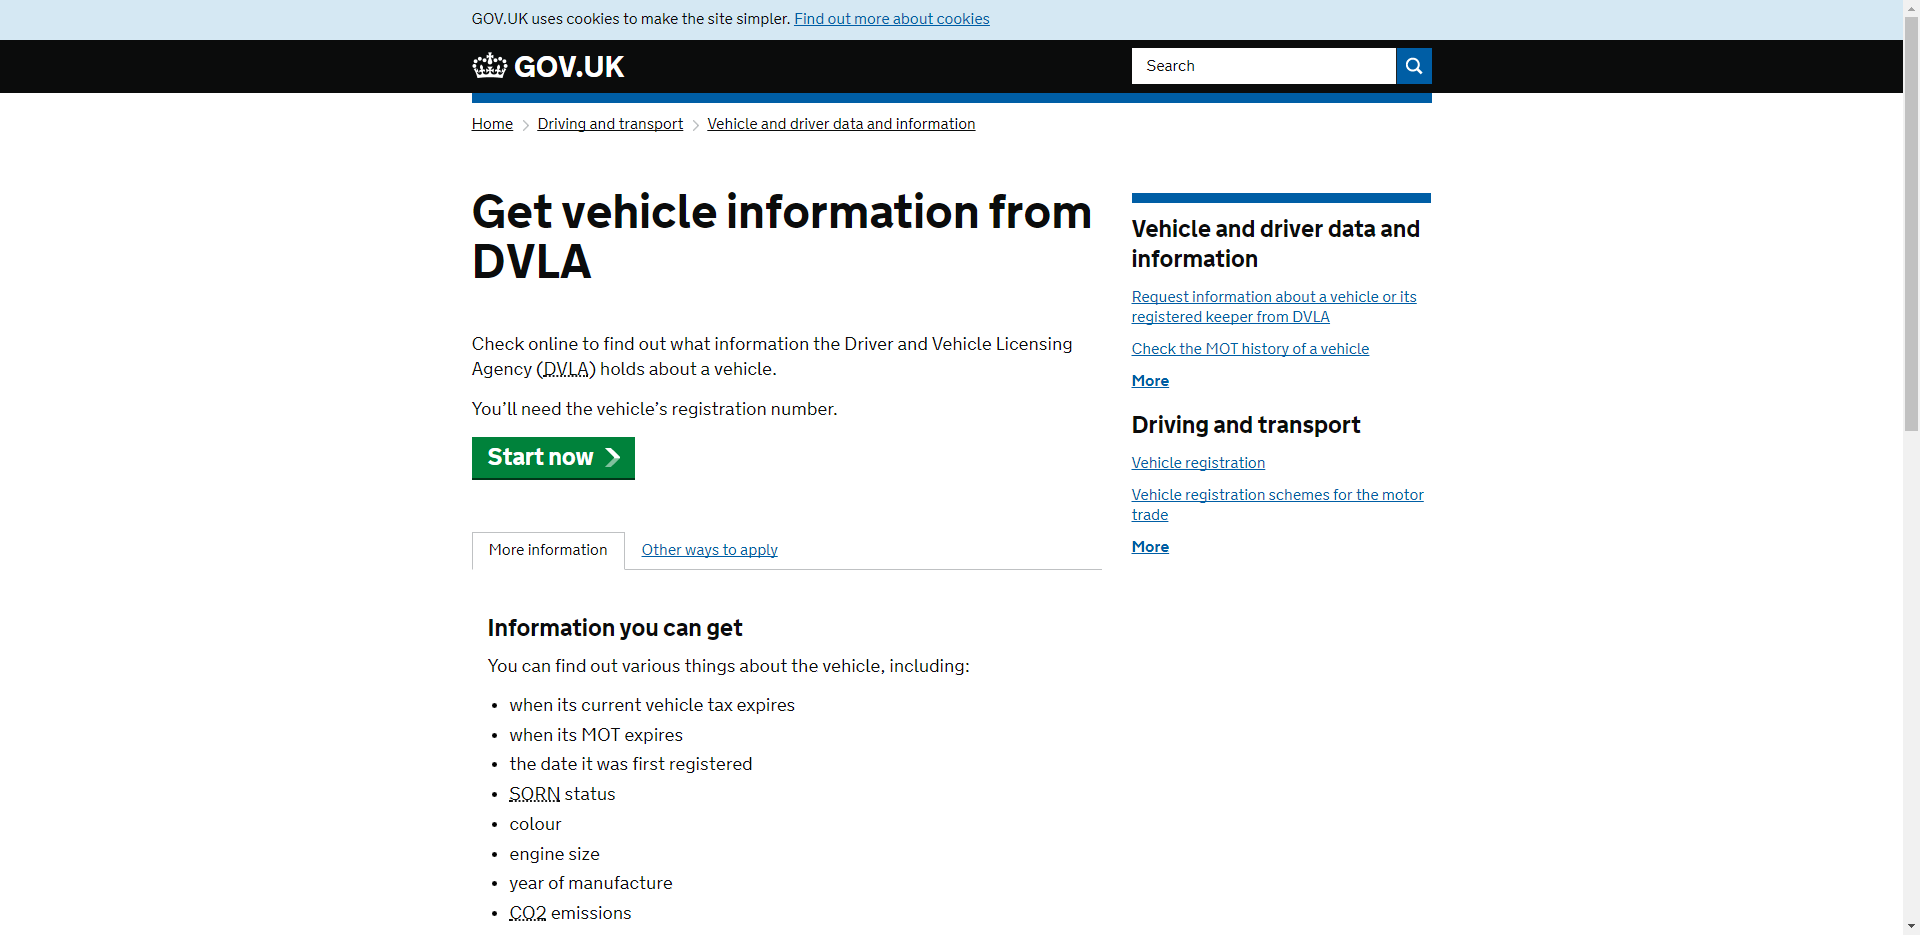 GOV.UK uses cookies to make the site simpler. Find out more about cookies
GOV.UK
Search
Home
Driving and transport
Vehicle and driver data and information
Get vehicle information from
DVLA
Check online to find out what information the Driver and Vehicle Licensing
Agency (DVLA) holds about a vehicle.
You’ll need the vehicle’s registration number.
Start now
More information
Other ways to apply
Information you can get
You can find out various things about the vehicle, including:
• when its current vehicle tax expires
• when its MOT expires
• the date it was first registered
• SORN status
• colour
• engine size
• year of manufacture
• CO2 emissions
Vehicle and driver data and
information
Request information about a vehicle or its
registered keeper from DVLA
Check the MOT history of a vehicle
More
Driving and transport
Vehicle registration
Vehicle registration schemes for the motor
trade
More